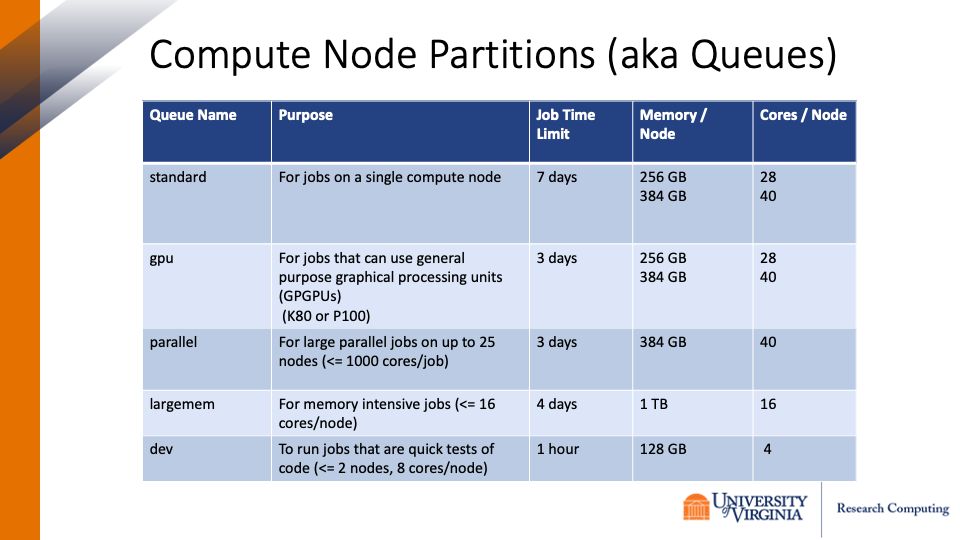 Compute Node Partitions (aka Queues)
Queue Name
Purpose
Job Time
Limit
Memory /
Node
Cores / Node
standard
For jobs on a single compute node
7 days
256 GB
384 GB
28
40
gpu
For jobs that can use general
purpose graphical processing units
(GPGPUs)
(K80 or P100)
3 days
256 GB
384 GB
28
40
parallel
For large parallel jobs on up to 25
nodes (<= 1000 cores/job)
3 days
384 GB
40
largemem
For memory intensive jobs (<= 16
cores/node)
4 days
1 TB
16
dev
To run jobs that are quick tests of
code (<= 2 nodes, 8 cores/node)
1 hour
128 GB
4
UNIVERSITY
of VIRGINIA
Research Computing